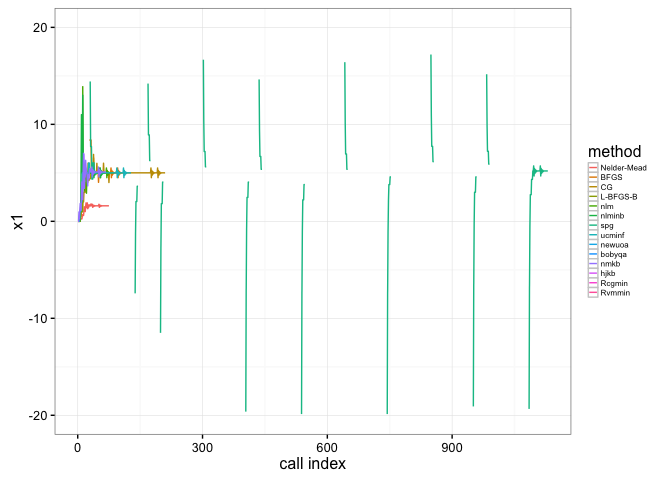 20
10
0
-10
-20
x1
0 300 600 900
call index
method
Nelder-Mead
BFGS
CG
L-BFGS-B
nlm
nlminb
spg
ucminf
newuoa
bobyqa
nmkb
hjkb
Rcgmin
Rvmmin